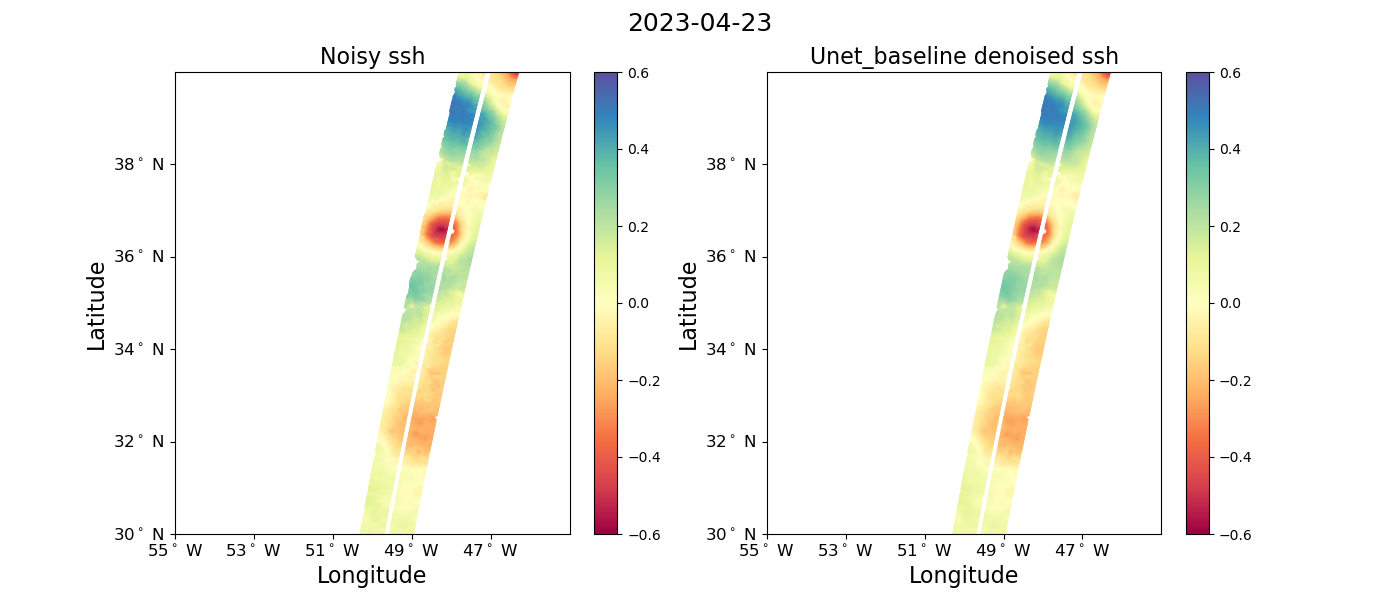 2023-04-23
Noisy ssh
Unet_baseline denoised ssh
38° N
36° N
34° N
32° N
30° N
55° W
53° W
51° W
49° W
47° W
Latitude
Longitude
0.6
0.4
0.2
0.0
−0.2
−0.4
−0.6
38° N
36° N
34° N
32° N
30° N
55° W
53° W
51° W
49° W
47° W
Latitude
Longitude
0.6
0.4
0.2
0.0
−0.2
−0.4
−0.6